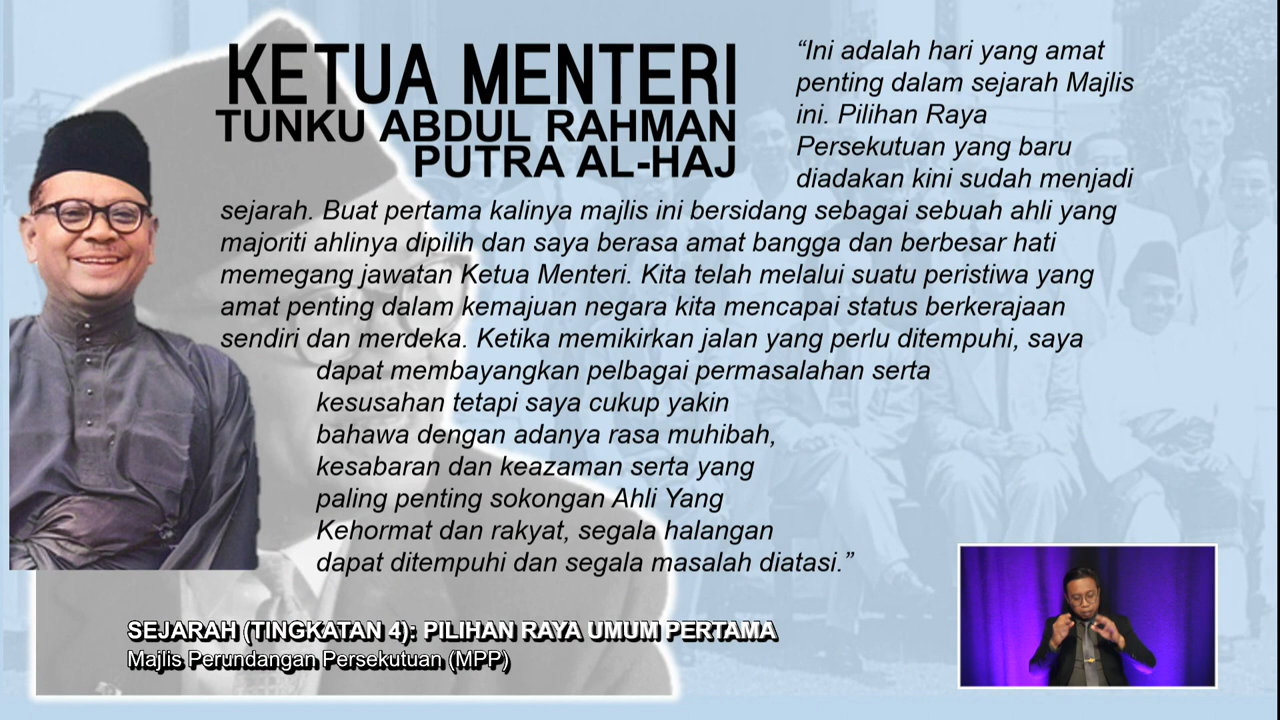 KETUA MENTERI
TUNKU ABDUL RAHMAN
PUTRA AL-HAJ
“Ini adalah hari yang amat
penting dalam sejarah Majlis
ini. Pilihan Raya
Persekutuan yang baru
diadakan kini sudah menjadi
sejarah. Buat pertama kalinya majlis ini bersidang sebagai sebuah ahli yang
majoriti ahlinya dipilih dan saya berasa amat bangga dan berbesar hati
memegang jawatan Ketua Menteri. Kita telah melalui suatu peristiwa yang
amat penting dalam kemajuan negara kita mencapai status berkerajaan
sendiri dan merdeka. Ketika memikirkan jalan yang perlu ditempuhi, saya
dapat membayangkan pelbagai permasalahan serta
kesusahan tetapi saya cukup yakin
bahawa dengan adanya rasa muhibah,
kesabaran dan keazaman serta yang
paling penting sokongan Ahli Yang
Kehormat dan rakyat, segala halangan
dapat ditempuhi dan segala masalah diatasi.”
SEJARAH (TINGKATAN 4): PILIHAN RAYA UMUM PERTAMA
Majlis Perundangan Persekutuan (MPP)